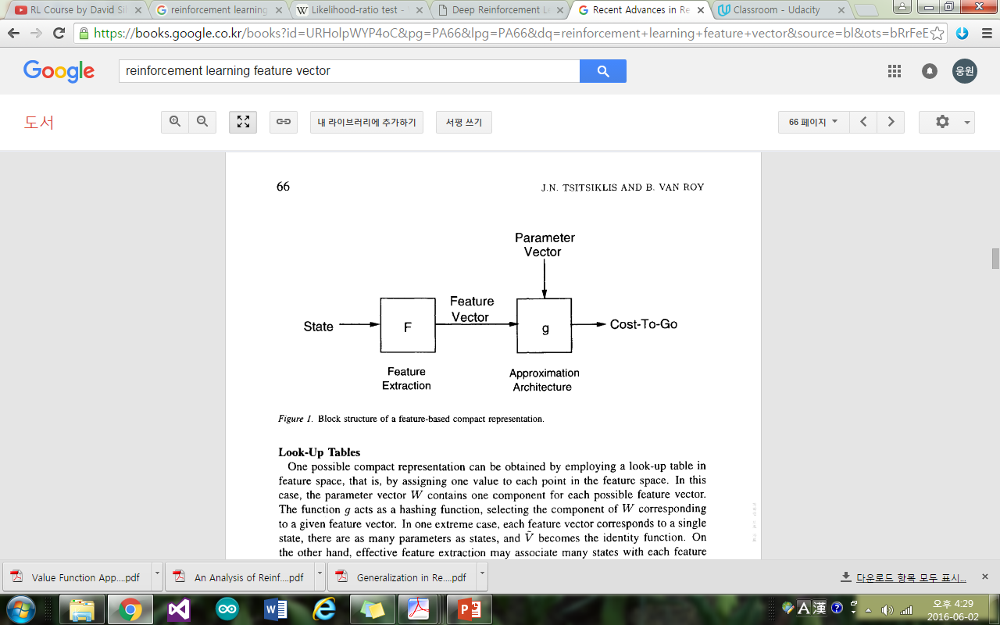 RL Course by David Sil
reinforcement learning
Likelihood-ratio test -
Deep Reinforcement L
Recent Advances in Re
Classroom - Udacity
https://books.google.co.kr/books?id=URHolpWYP4oC&pg=PA66&lpg=PA66&dq=reinforcement+learning+feature+vector&source=bl&ots=bRrFeE
Google
reinforcement learning feature vector
웅원
도서
내 라이브러리에 추가하기
서평 쓰기
66 페이지
66
J.N. TSITSIKLIS AND B. VAN ROY
Parameter
Vector
Feature
Vector
State
F
g
Cost-To-Go
Feature
Extraction
Approximation
Architecture
Figure 1. Block structure of a feature-based compact representation.
Look-Up Tables
One possible compact representation can be obtained by employing a look-up table in
feature space, that is, by assigning one value to each point in the feature space. In this
case, the parameter vector W contains one component for each possible feature vector.
The function g acts as a hashing function, selecting the component of W corresponding
to a given feature vector. In one extreme case, each feature vector corresponds to a single
state, there are as many parameters as states, and Ṽ becomes the identity function. On
the other hand, effective feature extraction may associate many states with each feature
Value Function App....pdf
An Analysis of Reinf....pdf
Generalization in Re....pdf
다운로드 항목 모두 표시...
A 漢
오후 4:29
2016-06-02